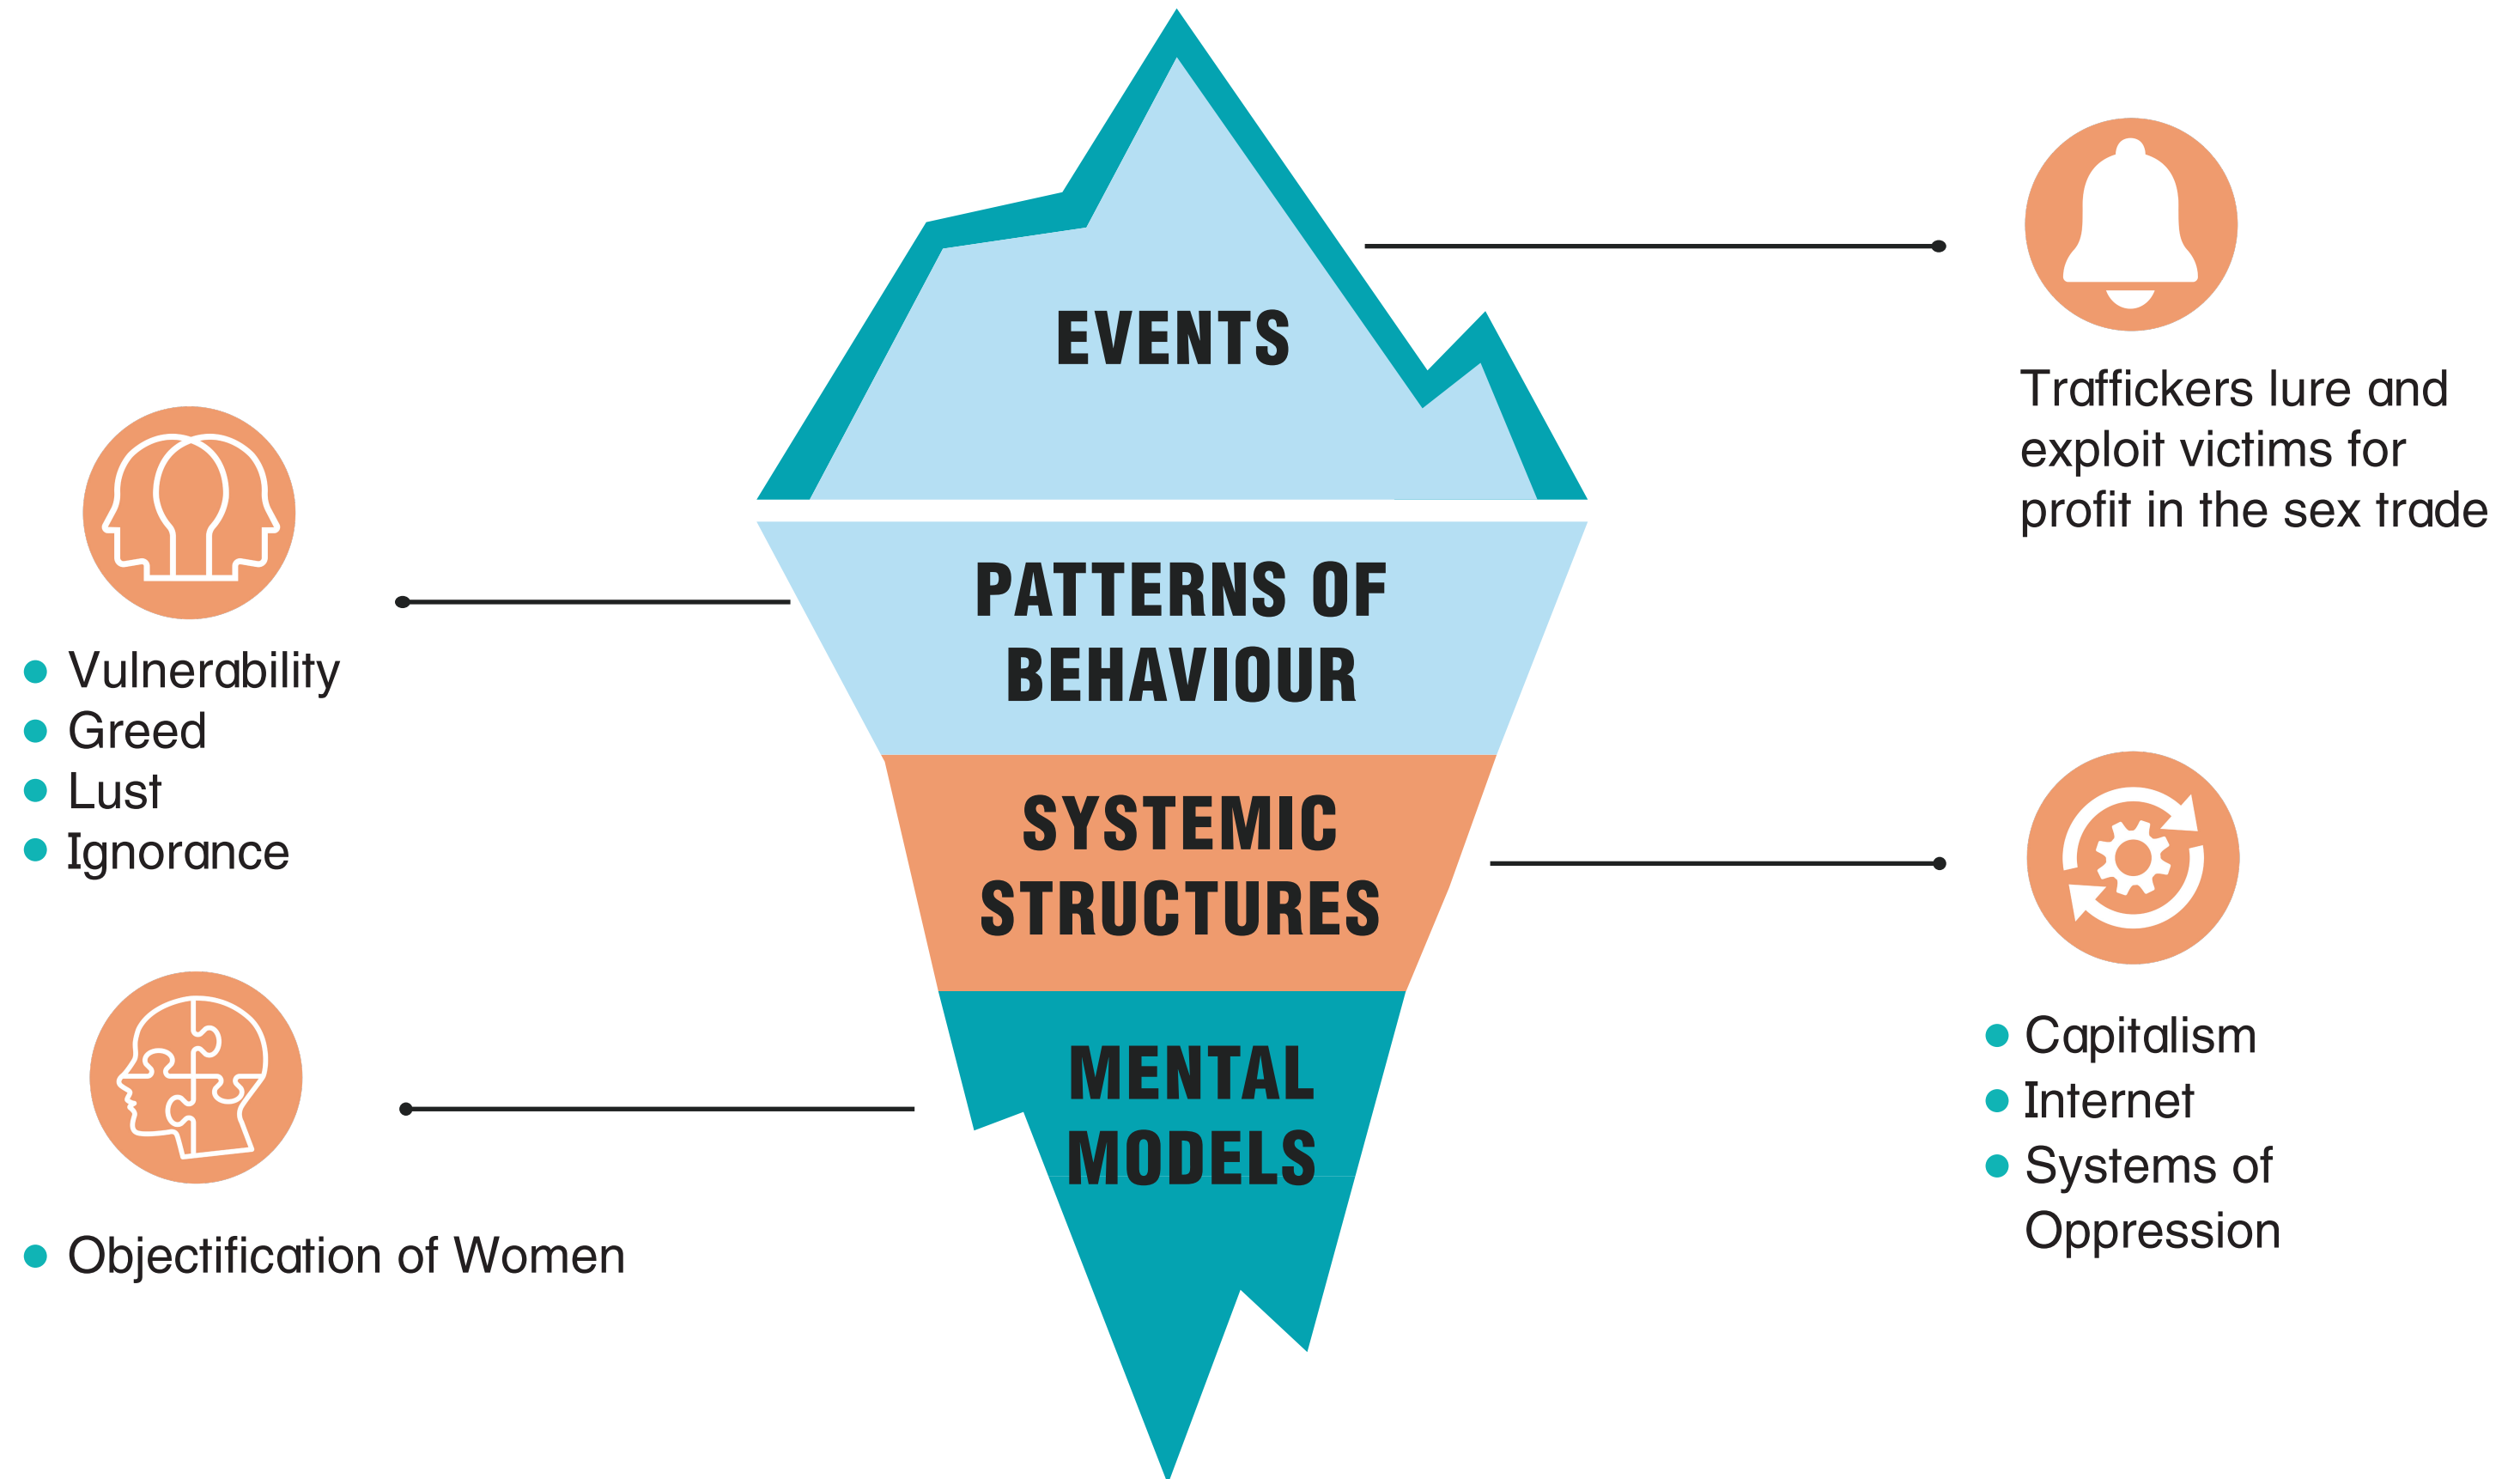 EVENTS
Traffickers lure and
exploit victims for
profit in the sex trade
PATTERNS OF
BEHAVIOUR
Vulnerability
Greed
Lust
Ignorance
SYSTEMIC
STRUCTURES
Capitalism
Internet
Systems of
Oppression
MENTAL
MODELS
Objectification of Women